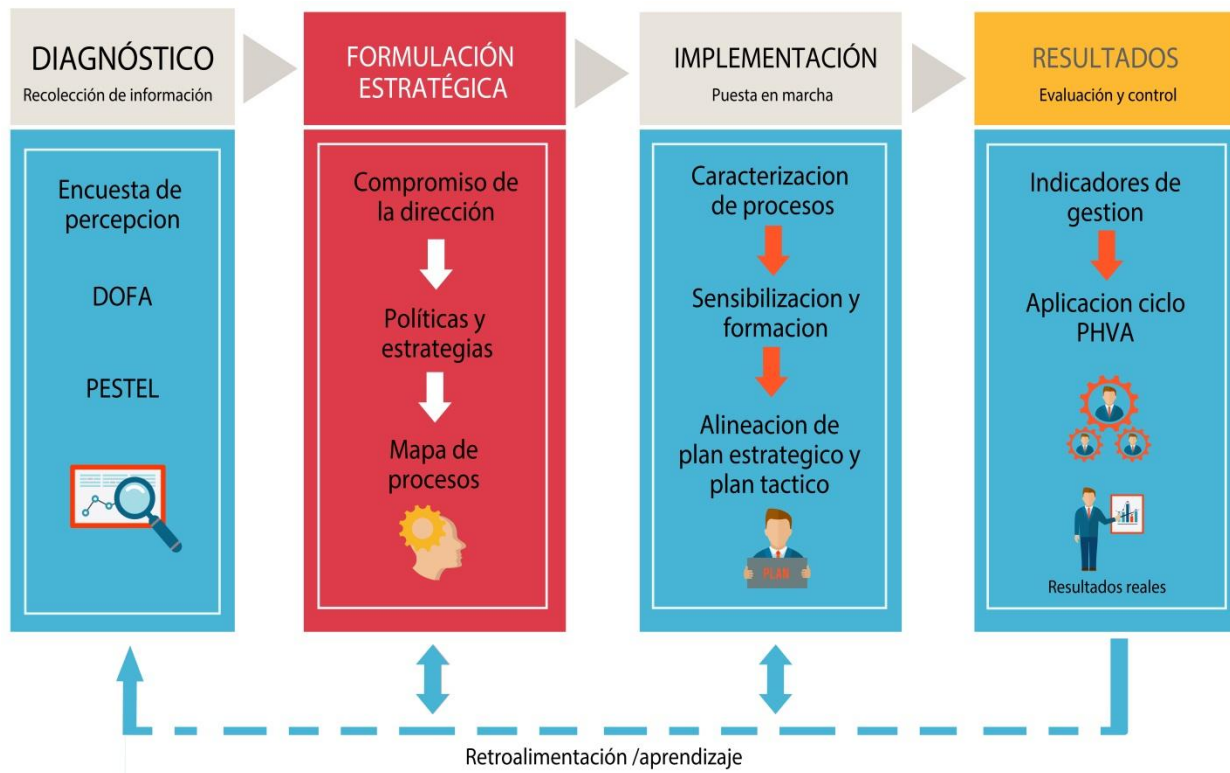 DIAGNÓSTICO
Recolección de información
Encuesta de
percepcion
DOFA
PESTEL
FORMULACIÓN
ESTRATÉGICA
Compromiso de
la dirección
Políticas y
estrategias
Mapa de
procesos
IMPLEMENTACIÓN
Puesta en marcha
Caracterizacion
de procesos
Sensibilizacion y
formacion
Alineacion de
plan estrategico y
plan tactico
PLAN
RESULTADOS
Evaluación y control
Indicadores de
gestion
Aplicacion ciclo
PHVA
Resultados reales
Retroalimentación /aprendizaje